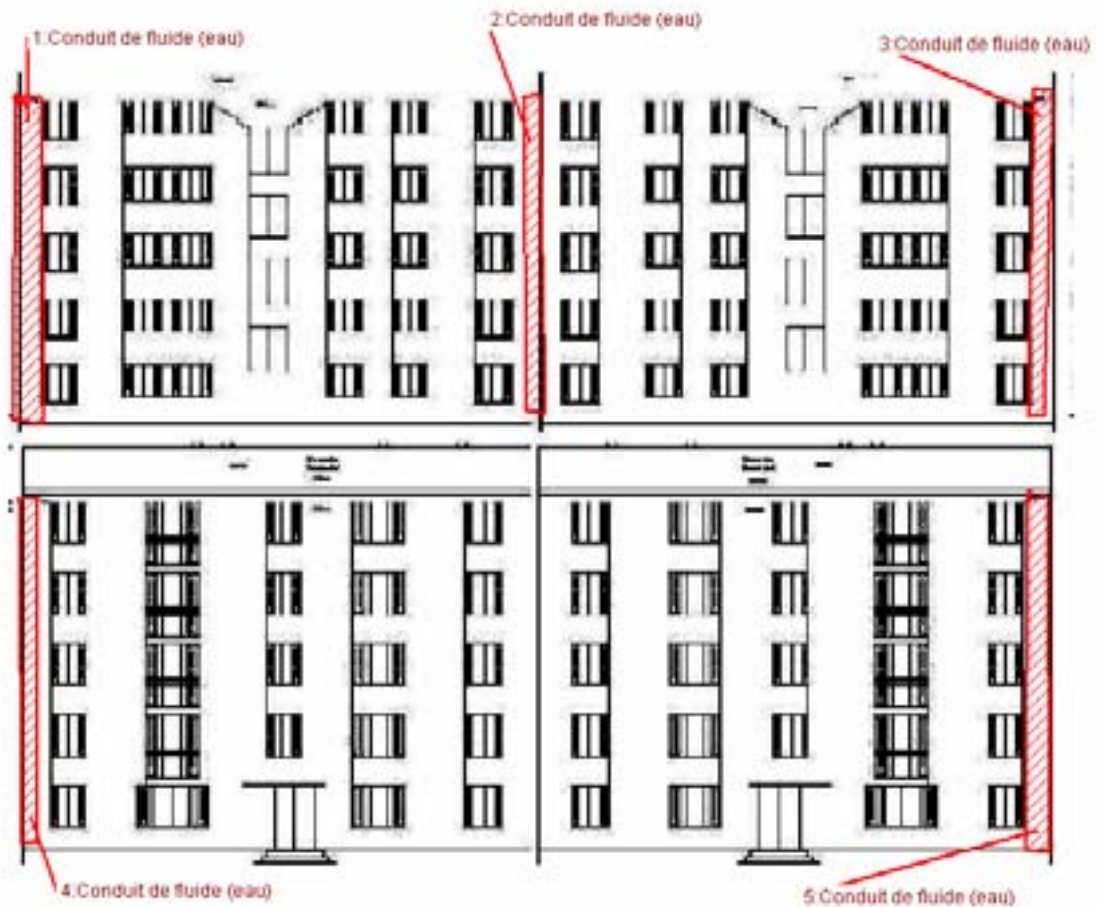 2:Conduit de fluide (eau)
1:Conduit de fluide (eau)
3:Conduit de fluide (eau)
4:Conduit de fluide (eau)
5:Conduit de fluide (eau)